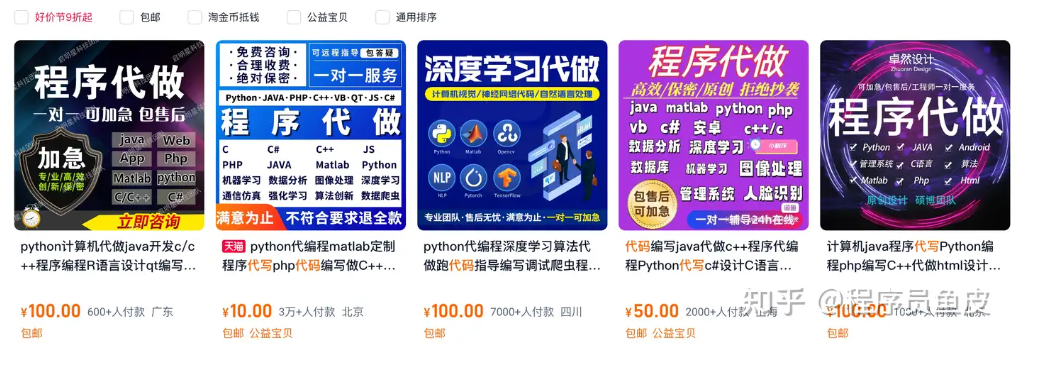 好价节9折起
包邮
淘金币抵钱
公益宝贝
通用排序
程序代做
一对一 可加急 包售后
加急
专/业/高/效
创/新/保/密
java
Web
App
Php
Matlab
python
C/C++
C#
立即咨询
python计算机代做java开发c/c
++程序编程R语言设计qt编写...
¥100.00 600+人付款 广东
包邮
·免费咨询·
·合理收费·
·绝对保密·
可远程指导 包答疑
一对一服务
Python·JAVA·PHP·C++·VB·QT·JS·C#
程序代做
C C# C++ JS
PHP JAVA Matlab Python
机器学习 数据分析 图像处理 深度学习
通信仿真 强化学习 算法创新 数据爬虫
满意为止 不符合要求退全款
天猫 python代编程matlab定制
程序代写php代码编写做C++...
¥10.00 3万+人付款 北京
包邮 公益宝贝
深度学习代做
计算机视觉/神经网络代码/自然语言处理
Python
Matlab
Opencv
NLP
Pytorch
TensorFlow
专业团队·售后无忧·满意为止·一对一可加急
python代编程深度学习算法代
做跑代码指导编写调试爬虫程...
¥100.00 7000+人付款 四川
包邮
程序代做
高效/保密/原创 拒绝抄袭
java matlab python php
vb c# 安卓 c++/c
数据分析 深度学习
数据库 机器学习 图像处理
包售后
可加急
管理系统 人脸识别
一对一辅导24h在线
代码编写java代做c++程序代编
程Python代写c#设计C语言...
¥50.00 2000+人付款 上海
包邮 公益宝贝
卓然设计
Zhuoran Design
可加急/包售后/工程师一对一服务
程序代做
Python JAVA Android
管理系统 C语言 算法
Matlab Php Html
原创设计 硕博团队
计算机java程序代写Python编
程php编写C++代做html设计...
¥100.00 1000+人付款 北京
包邮
知乎 @程序员鱼皮